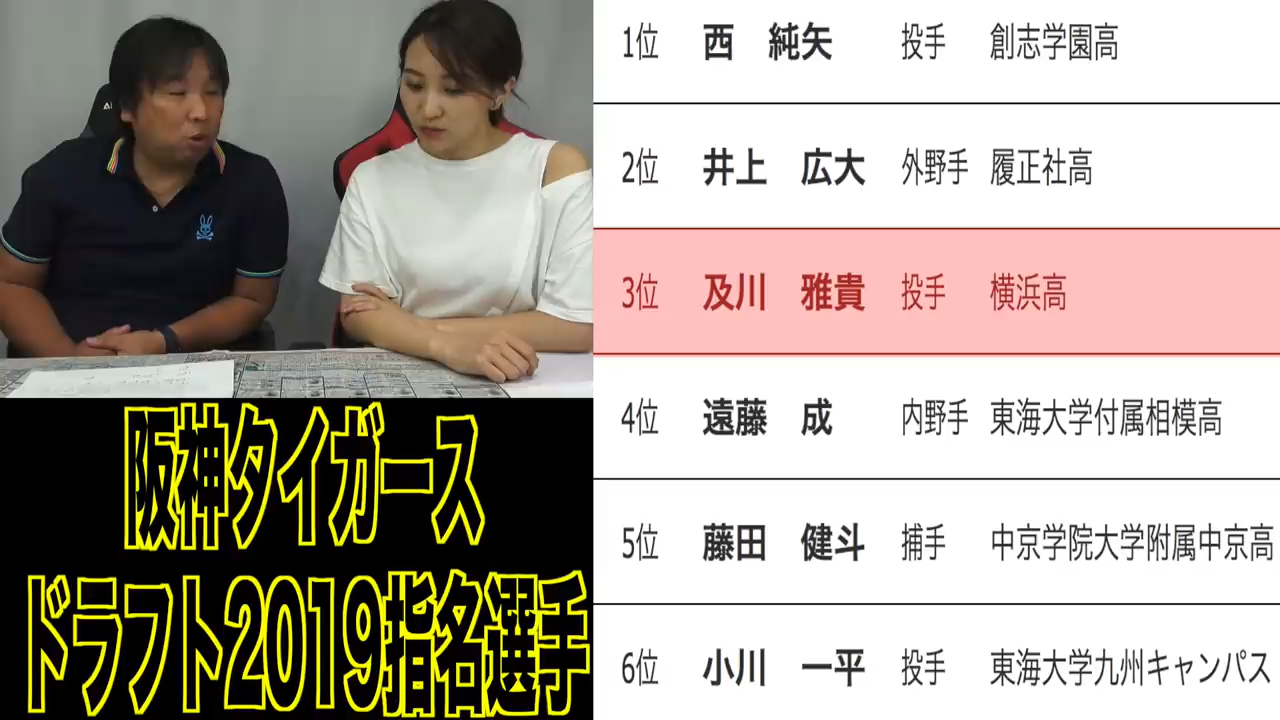 阪神タイガース
ドラフト2019指名選手
1位 西 純矢 投手 創志学園高
2位 井上 広大 外野手 履正社高
3位 及川 雅貴 投手 横浜高
4位 遠藤 成 内野手 東海大学付属相模高
5位 藤田 健斗 捕手 中京学院大学附属中京高
6位 小川 一平 投手 東海大学九州キャンパス